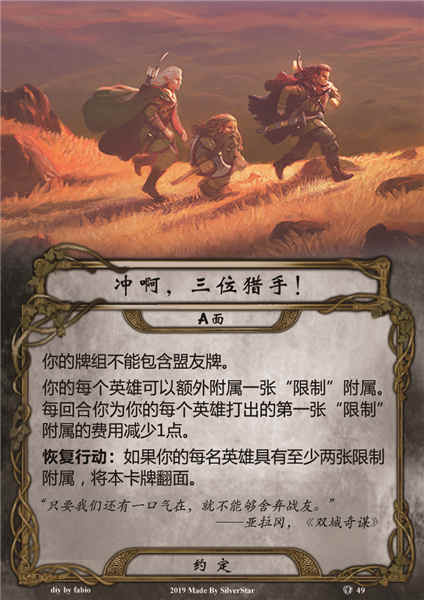 冲啊，三位猎手！
A面
你的牌组不能包含盟友牌。
你的每个英雄可以额外附属一张“限制”附属。
每回合你为你的每个英雄打出的第一张“限制”
附属的费用减少1点。
恢复行动：如果你的每名英雄具有至少两张限制
附属，将本卡牌翻面。
“只要我们还有一口气在，就不能够舍弃战友。”
——亚拉冈，《双城奇谋》
约定
diy by fabio
2019 Made By SilverStar
49